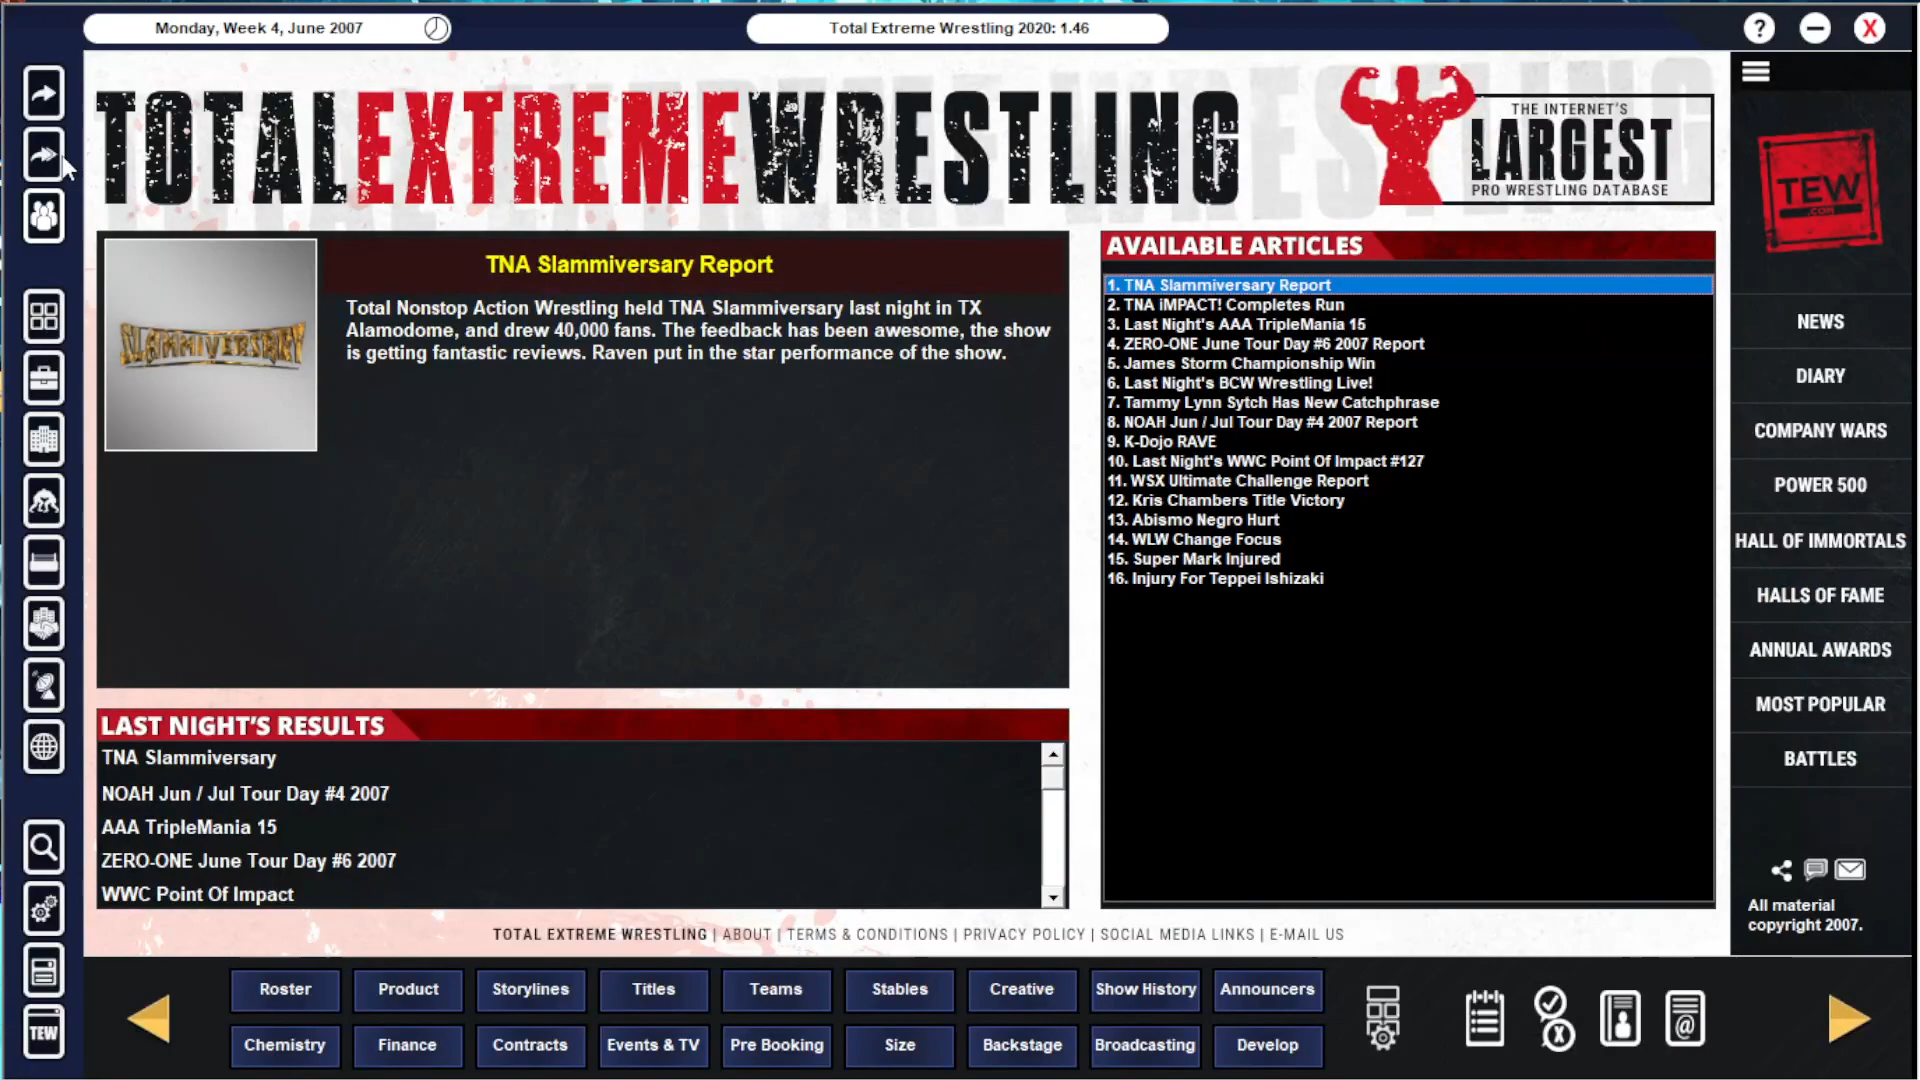 Monday, Week 4, June 2007
Total Extreme Wrestling 2020: 1.46
?
X
TOTALEXTREMEWRESTLING
THE INTERNET'S
LARGEST
PRO WRESTLING DATABASE
TEW
.COM
TNA Slammiversary Report
SLAMMIVERSARY
Total Nonstop Action Wrestling held TNA Slammiversary last night in TX
Alamodome, and drew 40,000 fans. The feedback has been awesome, the show
is getting fantastic reviews. Raven put in the star performance of the show.
AVAILABLE ARTICLES
1. TNA Slammiversary Report
2. TNA iMPACT! Completes Run
3. Last Night's AAA TripleMania 15
4. ZERO-ONE June Tour Day #6 2007 Report
5. James Storm Championship Win
6. Last Night's BCW Wrestling Live!
7. Tammy Lynn Sytch Has New Catchphrase
8. NOAH Jun / Jul Tour Day #4 2007 Report
9. K-Dojo RAVE
10. Last Night's WWC Point Of Impact #127
11. WSX Ultimate Challenge Report
12. Kris Chambers Title Victory
13. Abismo Negro Hurt
14. WLW Change Focus
15. Super Mark Injured
16. Injury For Teppei Ishizaki
NEWS
DIARY
COMPANY WARS
POWER 500
HALL OF IMMORTALS
HALLS OF FAME
ANNUAL AWARDS
MOST POPULAR
BATTLES
All material
copyright 2007.
LAST NIGHT'S RESULTS
TNA Slammiversary
NOAH Jun / Jul Tour Day #4 2007
AAA TripleMania 15
ZERO-ONE June Tour Day #6 2007
WWC Point Of Impact
TOTAL EXTREME WRESTLING | ABOUT | TERMS & CONDITIONS | PRIVACY POLICY | SOCIAL MEDIA LINKS | E-MAIL US
TEW
Roster Product Storylines Titles Teams Stables Creative Show History Announcers
Chemistry Finance Contracts Events & TV Pre Booking Size Backstage Broadcasting Develop